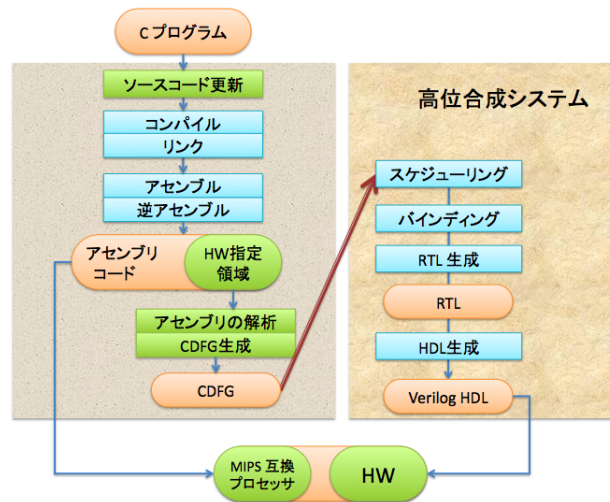 C プログラム
ソースコード更新
コンパイル
リンク
アセンブル
逆アセンブル
アセンブリ
コード
HW指定
領域
アセンブリの解析
CDFG生成
CDFG
高位合成システム
スケジューリング
バインディング
RTL 生成
RTL
HDL生成
Verilog HDL
MIPS 互換
プロセッサ
HW